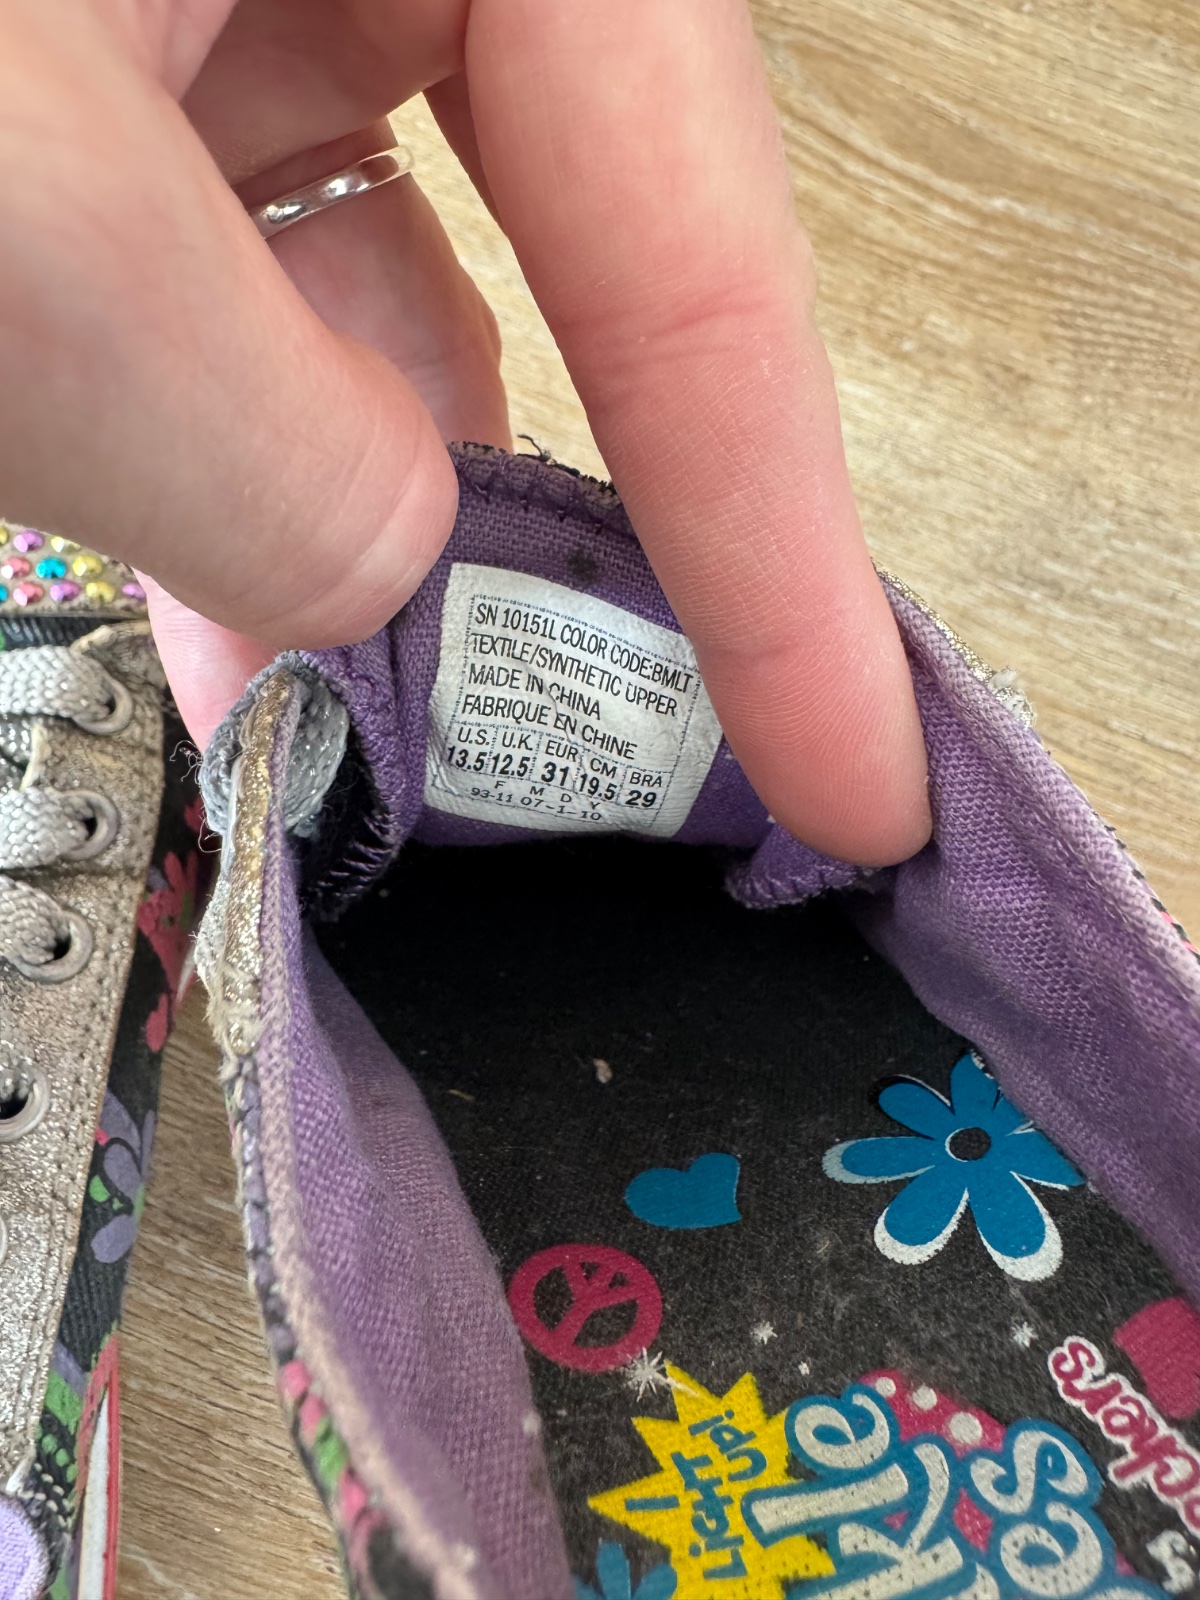 SN 10151L COLOR CODE:BMLT
TEXTILE/SYNTHETIC UPPER
MADE IN CHINA
FABRIQUE EN CHINE
U.S. U.K. EUR CM BRA
13.5 12.5 31 19.5 29
F M D Y
93-11 07-1-10
I
LiGHT
UP!